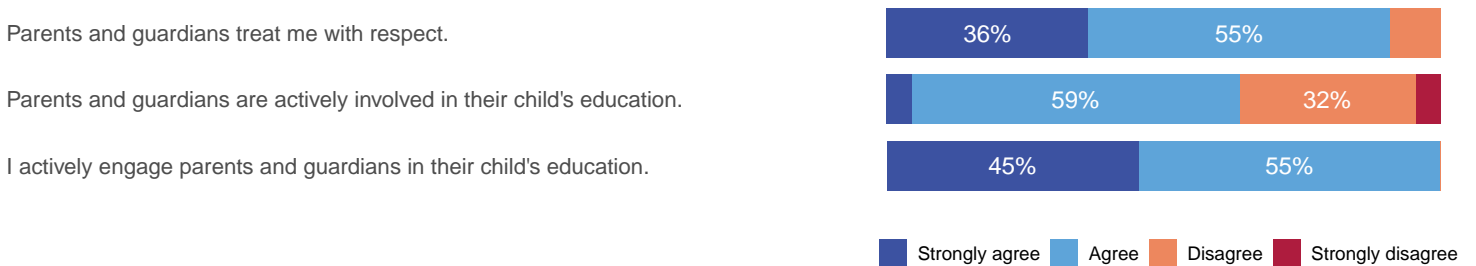 Parents and guardians treat me with respect. 36% 55%
Parents and guardians are actively involved in their child's education. 59% 32%
I actively engage parents and guardians in their child's education. 45% 55%
Strongly agree Agree Disagree Strongly disagree